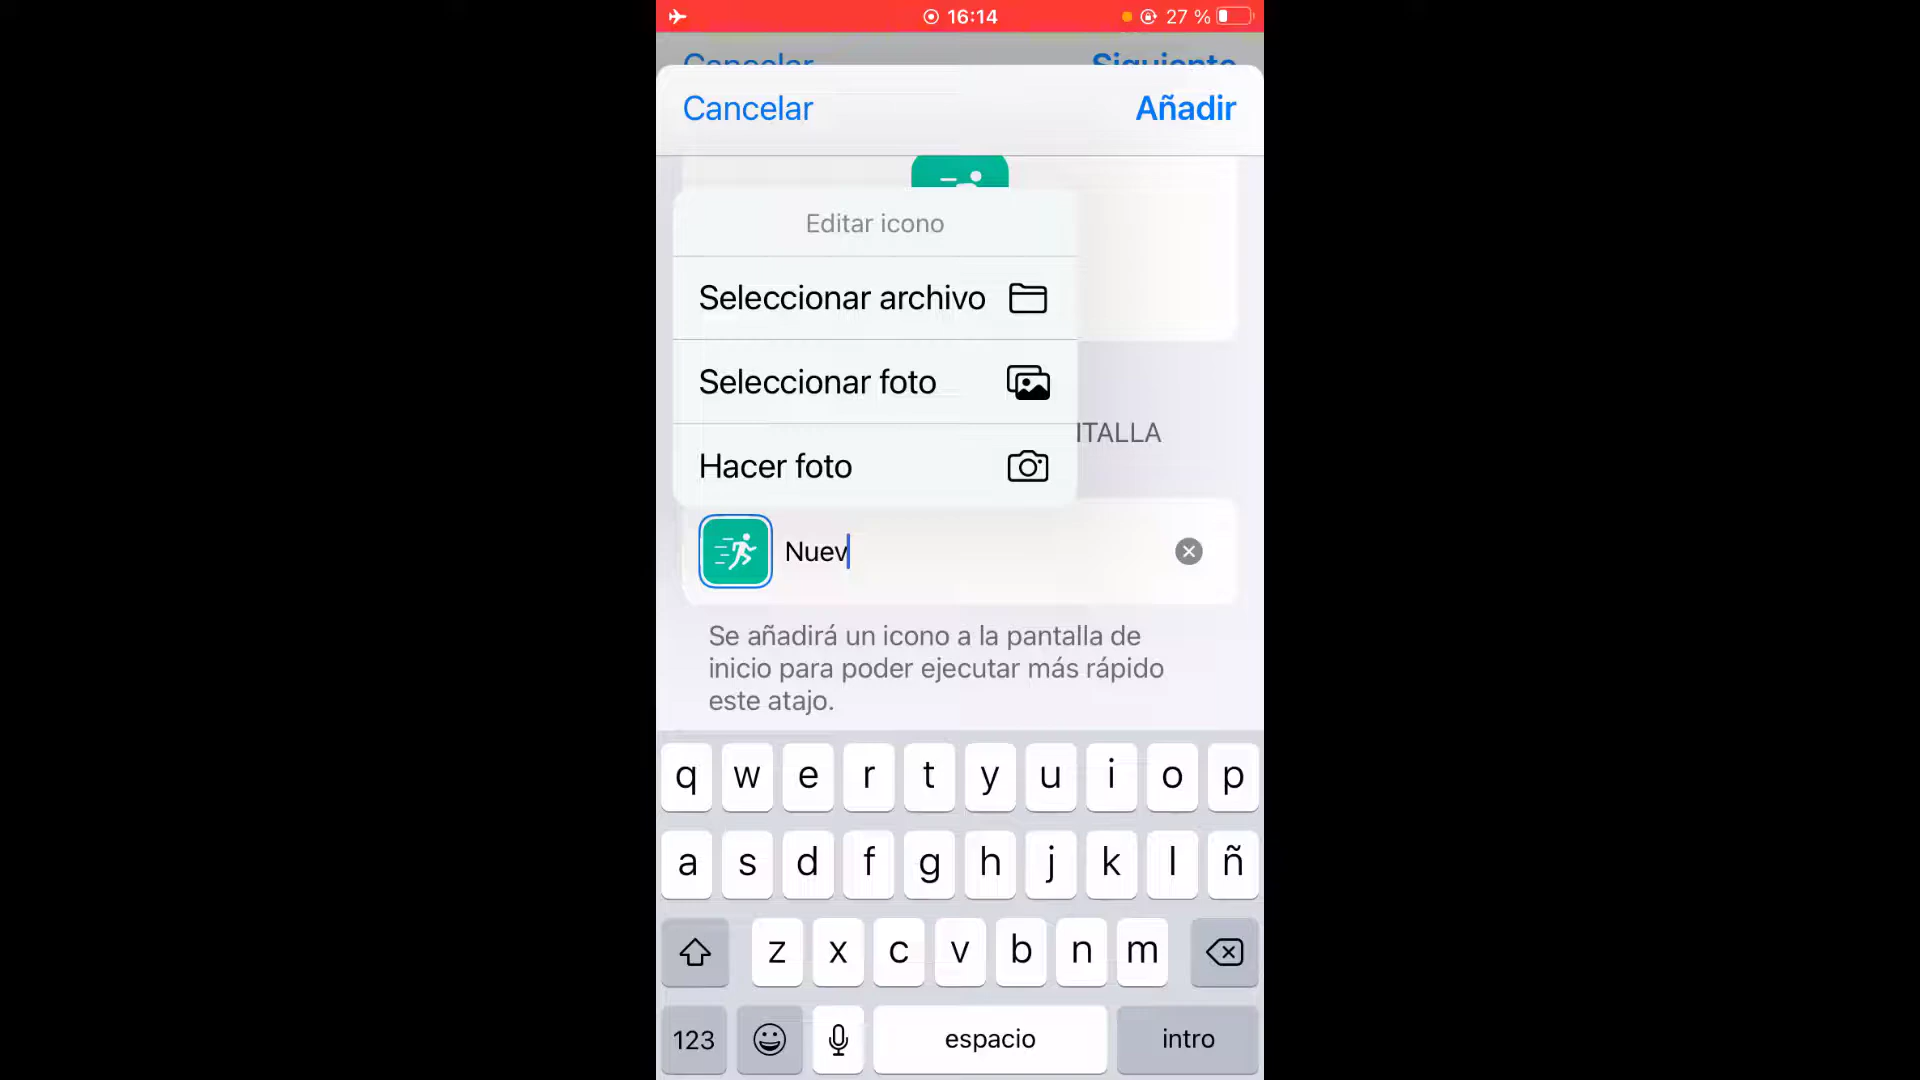 16:14
27 %
Cancelar
Siguiente
Cancelar
Añadir
Editar icono
Seleccionar archivo
Seleccionar foto
ITALLA
Hacer foto
Nuev
Se añadirá un icono a la pantalla de
inicio para poder ejecutar más rápido
este atajo.
q w e r t y u i o p
a s d f g h j k l ñ
z x c v b n m
123
espacio
intro